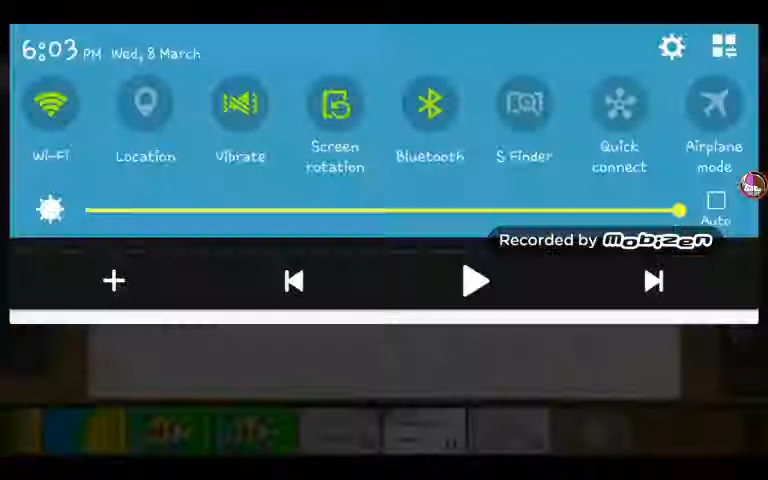 6:03 PM Wed, 8 March
Wi-Fi
Location
Vibrate
Screen rotation
Bluetooth
S Finder
Quick connect
Airplane mode
Auto
Recorded by mobizen